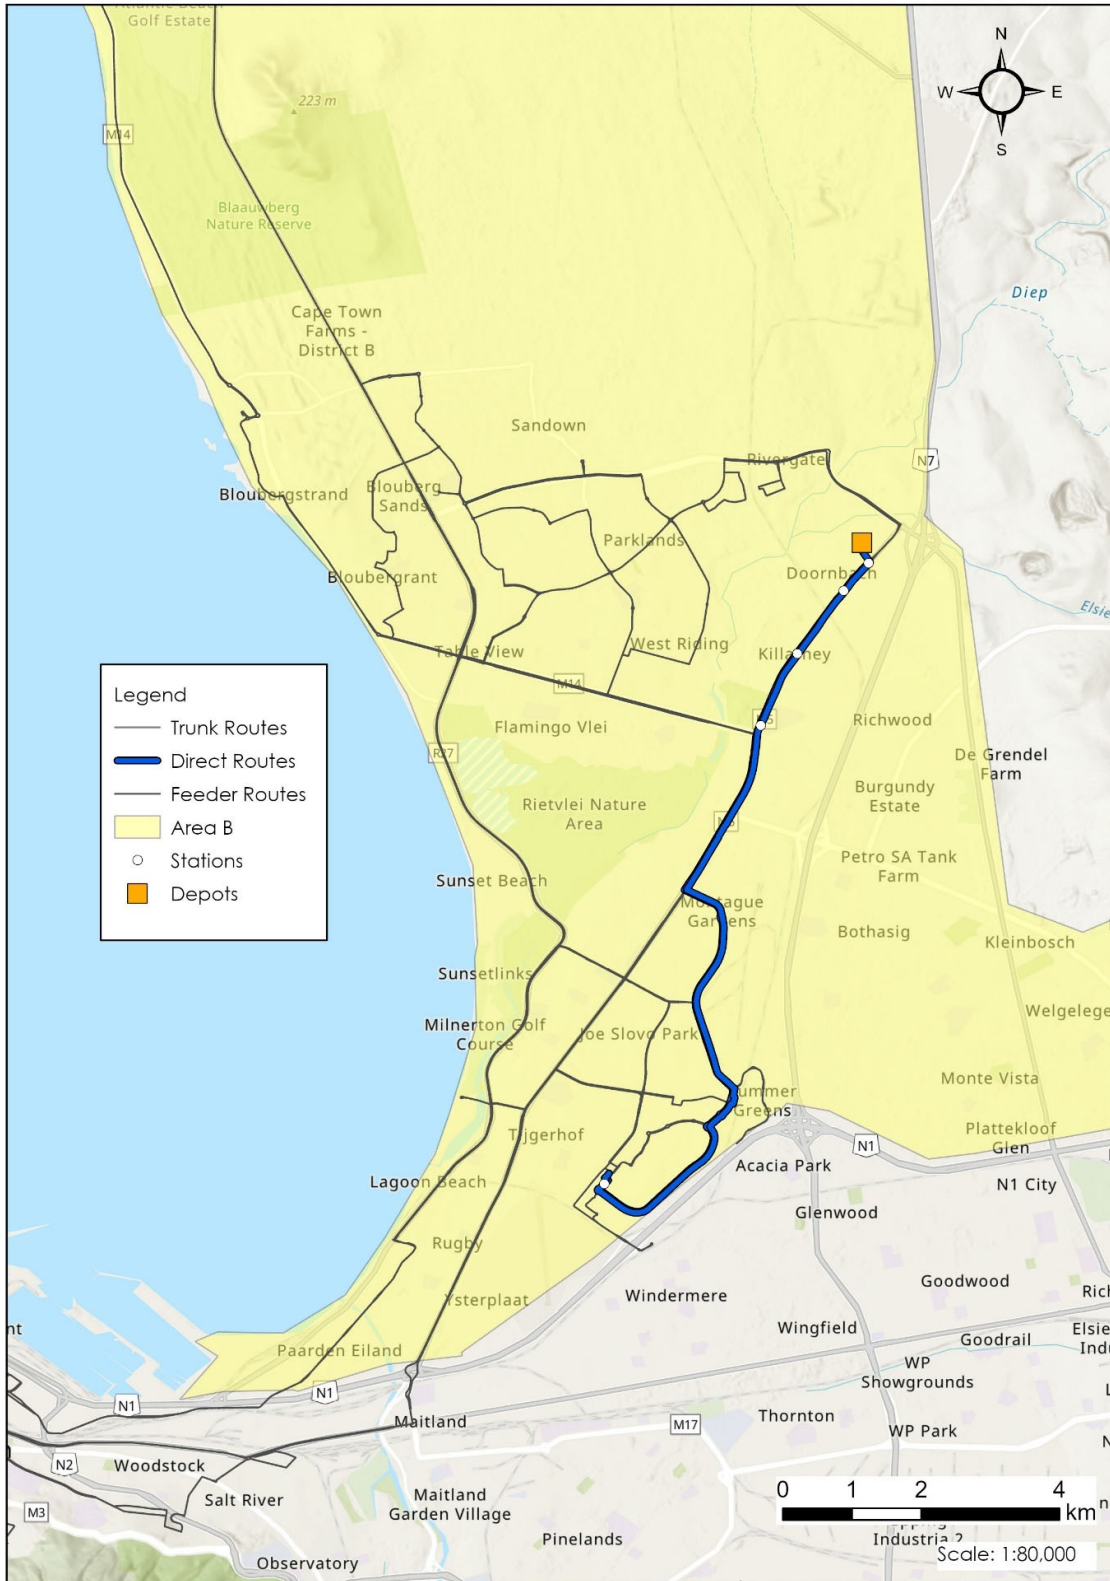 Atlantic Beach
Golf Estate
N
W
E
S
223 m
M14
Blaauwberg
Nature Reserve
Diep
Cape Town
Farms -
District B
Sandown
Rivergate
N7
Bloubergstrand
Blouberg
Sands
Parklands
Doornbach
Bloubergrant
Elsie
West Riding
Killarney
Table View
M14
Legend
Trunk Routes
Direct Routes
Feeder Routes
Area B
Stations
Depots
Flamingo Vlei
Richwood
R27
De Grendel
Farm
Burgundy
Estate
Rietvlei Nature
Area
Petro SA Tank
Farm
Sunset Beach
Montague
Gardens
Bothasig
Kleinbosch
Sunsetlinks
Welgelege
Milnerton Golf
Course
Joe Slovo Park
Monte Vista
Summer
Greens
Tijgerhof
Plattekloof
Glen
N1
Acacia Park
N1 City
Lagoon Beach
Glenwood
Rugby
Goodwood
Windermere
Ysterplaat
Rich
nt
Wingfield
Goodrail
Elsie
Indu
Paarden Eiland
WP
Showgrounds
N1
N1
Maitland
Thornton
M17
WP Park
N2
Woodstock
Salt River
Maitland
Garden Village
M3
0 1 2 4
km
Pinelands
Industria 2
Scale: 1:80,000
Observatory